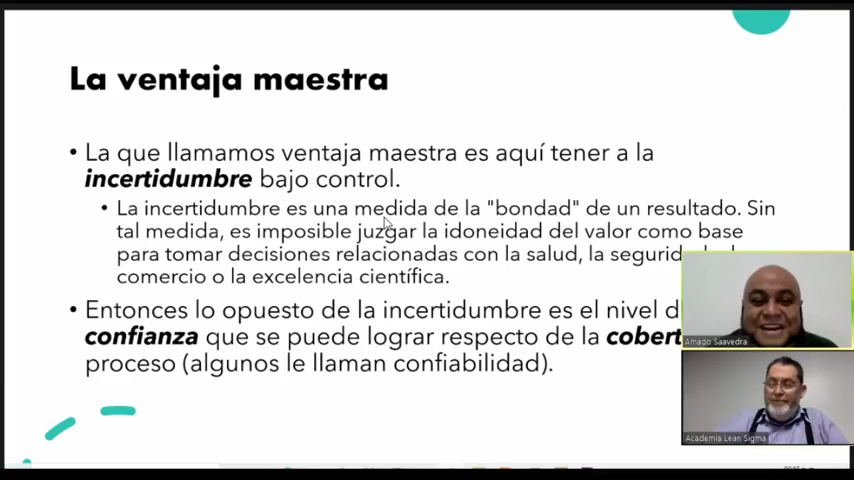 La ventaja maestra
• La que llamamos ventaja maestra es aquí tener a la
incertidumbre bajo control.
• La incertidumbre es una medida de la "bondad" de un resultado. Sin
tal medida, es imposible juzgar la idoneidad del valor como base
para tomar decisiones relacionadas con la salud, la
comercio o la excelencia científica.
• Entonces lo opuesto de la incertidumbre es el nivel
confianza que se puede lograr respecto de la
proceso (algunos le llaman confiabilidad).
Amado Saavedra
Academia Lean Sigma